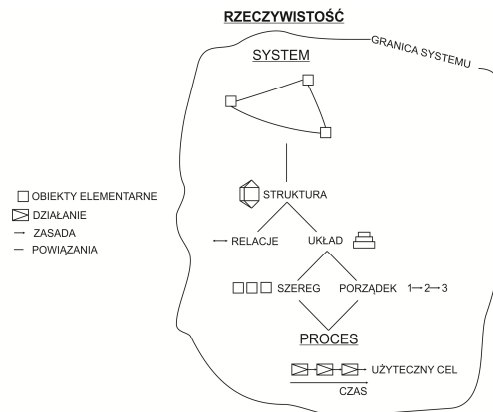 RZECZYWISTOŚĆ
GRANICA SYSTEMU
SYSTEM
STRUKTURA
OBIEKTY ELEMENTARNE
DZIAŁANIE
ZASADA
POWIĄZANIA
RELACJE
UKŁAD
SZEREG
PORZĄDEK
1→2→3
PROCES
UŻYTECZNY CEL
CZAS